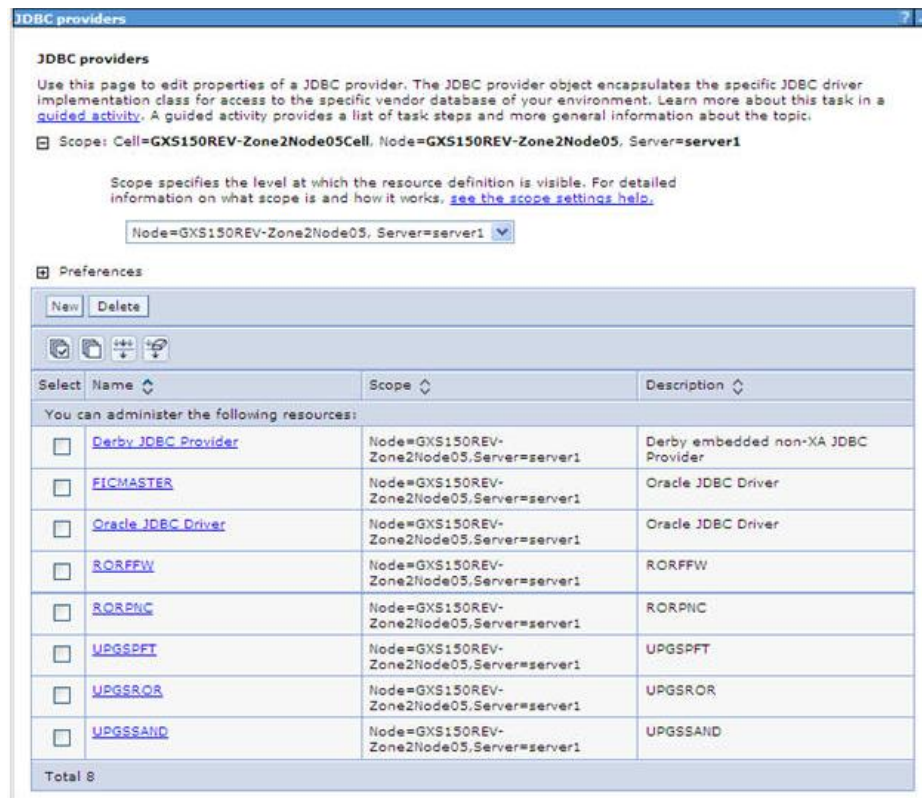 JDBC providers
?
JDBC providers
Use this page to edit properties of a JDBC provider. The JDBC provider object encapsulates the specific JDBC driver
implementation class for access to the specific vendor database of your environment. Learn more about this task in a
guided activity. A guided activity provides a list of task steps and more general information about the topic.
Scope: Cell=GXS150REV-Zone2Node05Cell, Node=GXS150REV-Zone2Node05, Server=server1
Scope specifies the level at which the resource definition is visible. For detailed
information on what scope is and how it works, see the scope settings help.
Node=GXS150REV-Zone2Node05, Server=server1
Preferences
New Delete
Select Name Scope Description
You can administer the following resources:
Derby JDBC Provider Node=GXS150REV- Derby embedded non-XA JDBC
Zone2Node05,Server=server1 Provider
FICMASTER Node=GXS150REV- Oracle JDBC Driver
Zone2Node05,Server=server1
Oracle JDBC Driver Node=GXS150REV- Oracle JDBC Driver
Zone2Node05,Server=server1
RORFFW Node=GXS150REV- RORFFW
Zone2Node05,Server=server1
RORPNC Node=GXS150REV- RORPNC
Zone2Node05,Server=server1
UPGSPFT Node=GXS150REV- UPGSPFT
Zone2Node05,Server=server1
UPGSROR Node=GXS150REV- UPGSROR
Zone2Node05,Server=server1
UPGSSAND Node=GXS150REV- UPGSSAND
Zone2Node05,Server=server1
Total 8